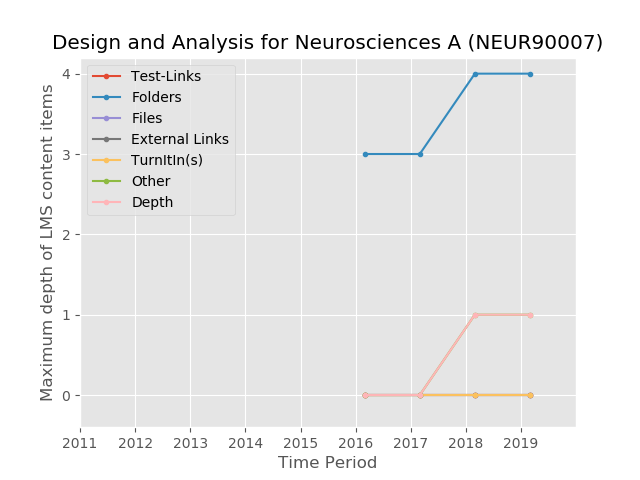 Design and Analysis for Neurosciences A (NEUR90007)
Maximum depth of LMS content items
4
3
2
1
0
Test-Links
Folders
Files
External Links
TurnItIn(s)
Other
Depth
2011 2012 2013 2014 2015 2016 2017 2018 2019
Time Period